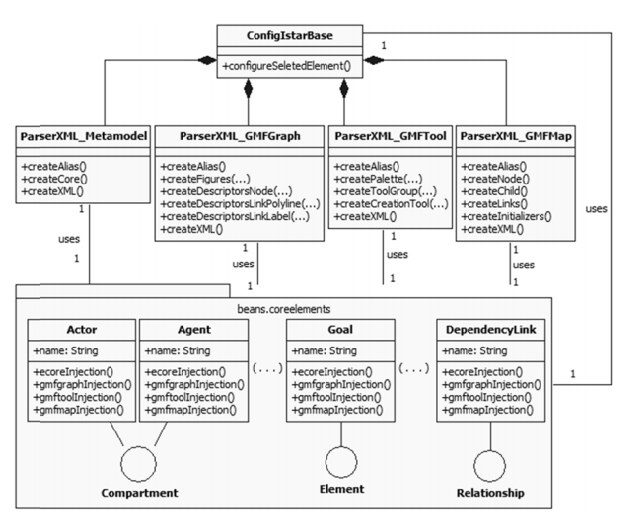 ConfigIstarBase
+configureSeletedElement()
1
ParserXML_Metamodel
+createAlias()
+createCore()
+createXML()
ParserXML_GMFGraph
+createAlias()
+createFigures(...)
+createDescriptorsNode(...)
+createDescriptorsLinkPolyline(...)
+createDescriptorsLinkLabel(...)
+createXML()
ParserXML_GMFTool
+createAlias()
+createPalette(...)
+createToolGroup(...)
+createCreationTool(...)
+createXML()
ParserXML_GMFMap
+createAlias()
+createNode()
+createChild()
+createLinks()
+createInitializers()
+createXML()
uses
1
uses
1
1
uses
1
1
uses
1
1
uses
1
beans.coreelements
Actor
+name: String
+ecoreInjection()
+gmfgraphInjection()
+gmftoolInjection()
+gmfmapInjection()
Agent
+name: String
+ecoreInjection()
+gmfgraphInjection()
+gmftoolInjection()
+gmfmapInjection()
(...)
Goal
+name: String
+ecoreInjection()
+gmfgraphInjection()
+gmftoolInjection()
+gmfmapInjection()
(...)
DependencyLink
+name: String
+ecoreInjection()
+gmfgraphInjection()
+gmftoolInjection()
+gmfmapInjection()
1
Compartment
Element
Relationship